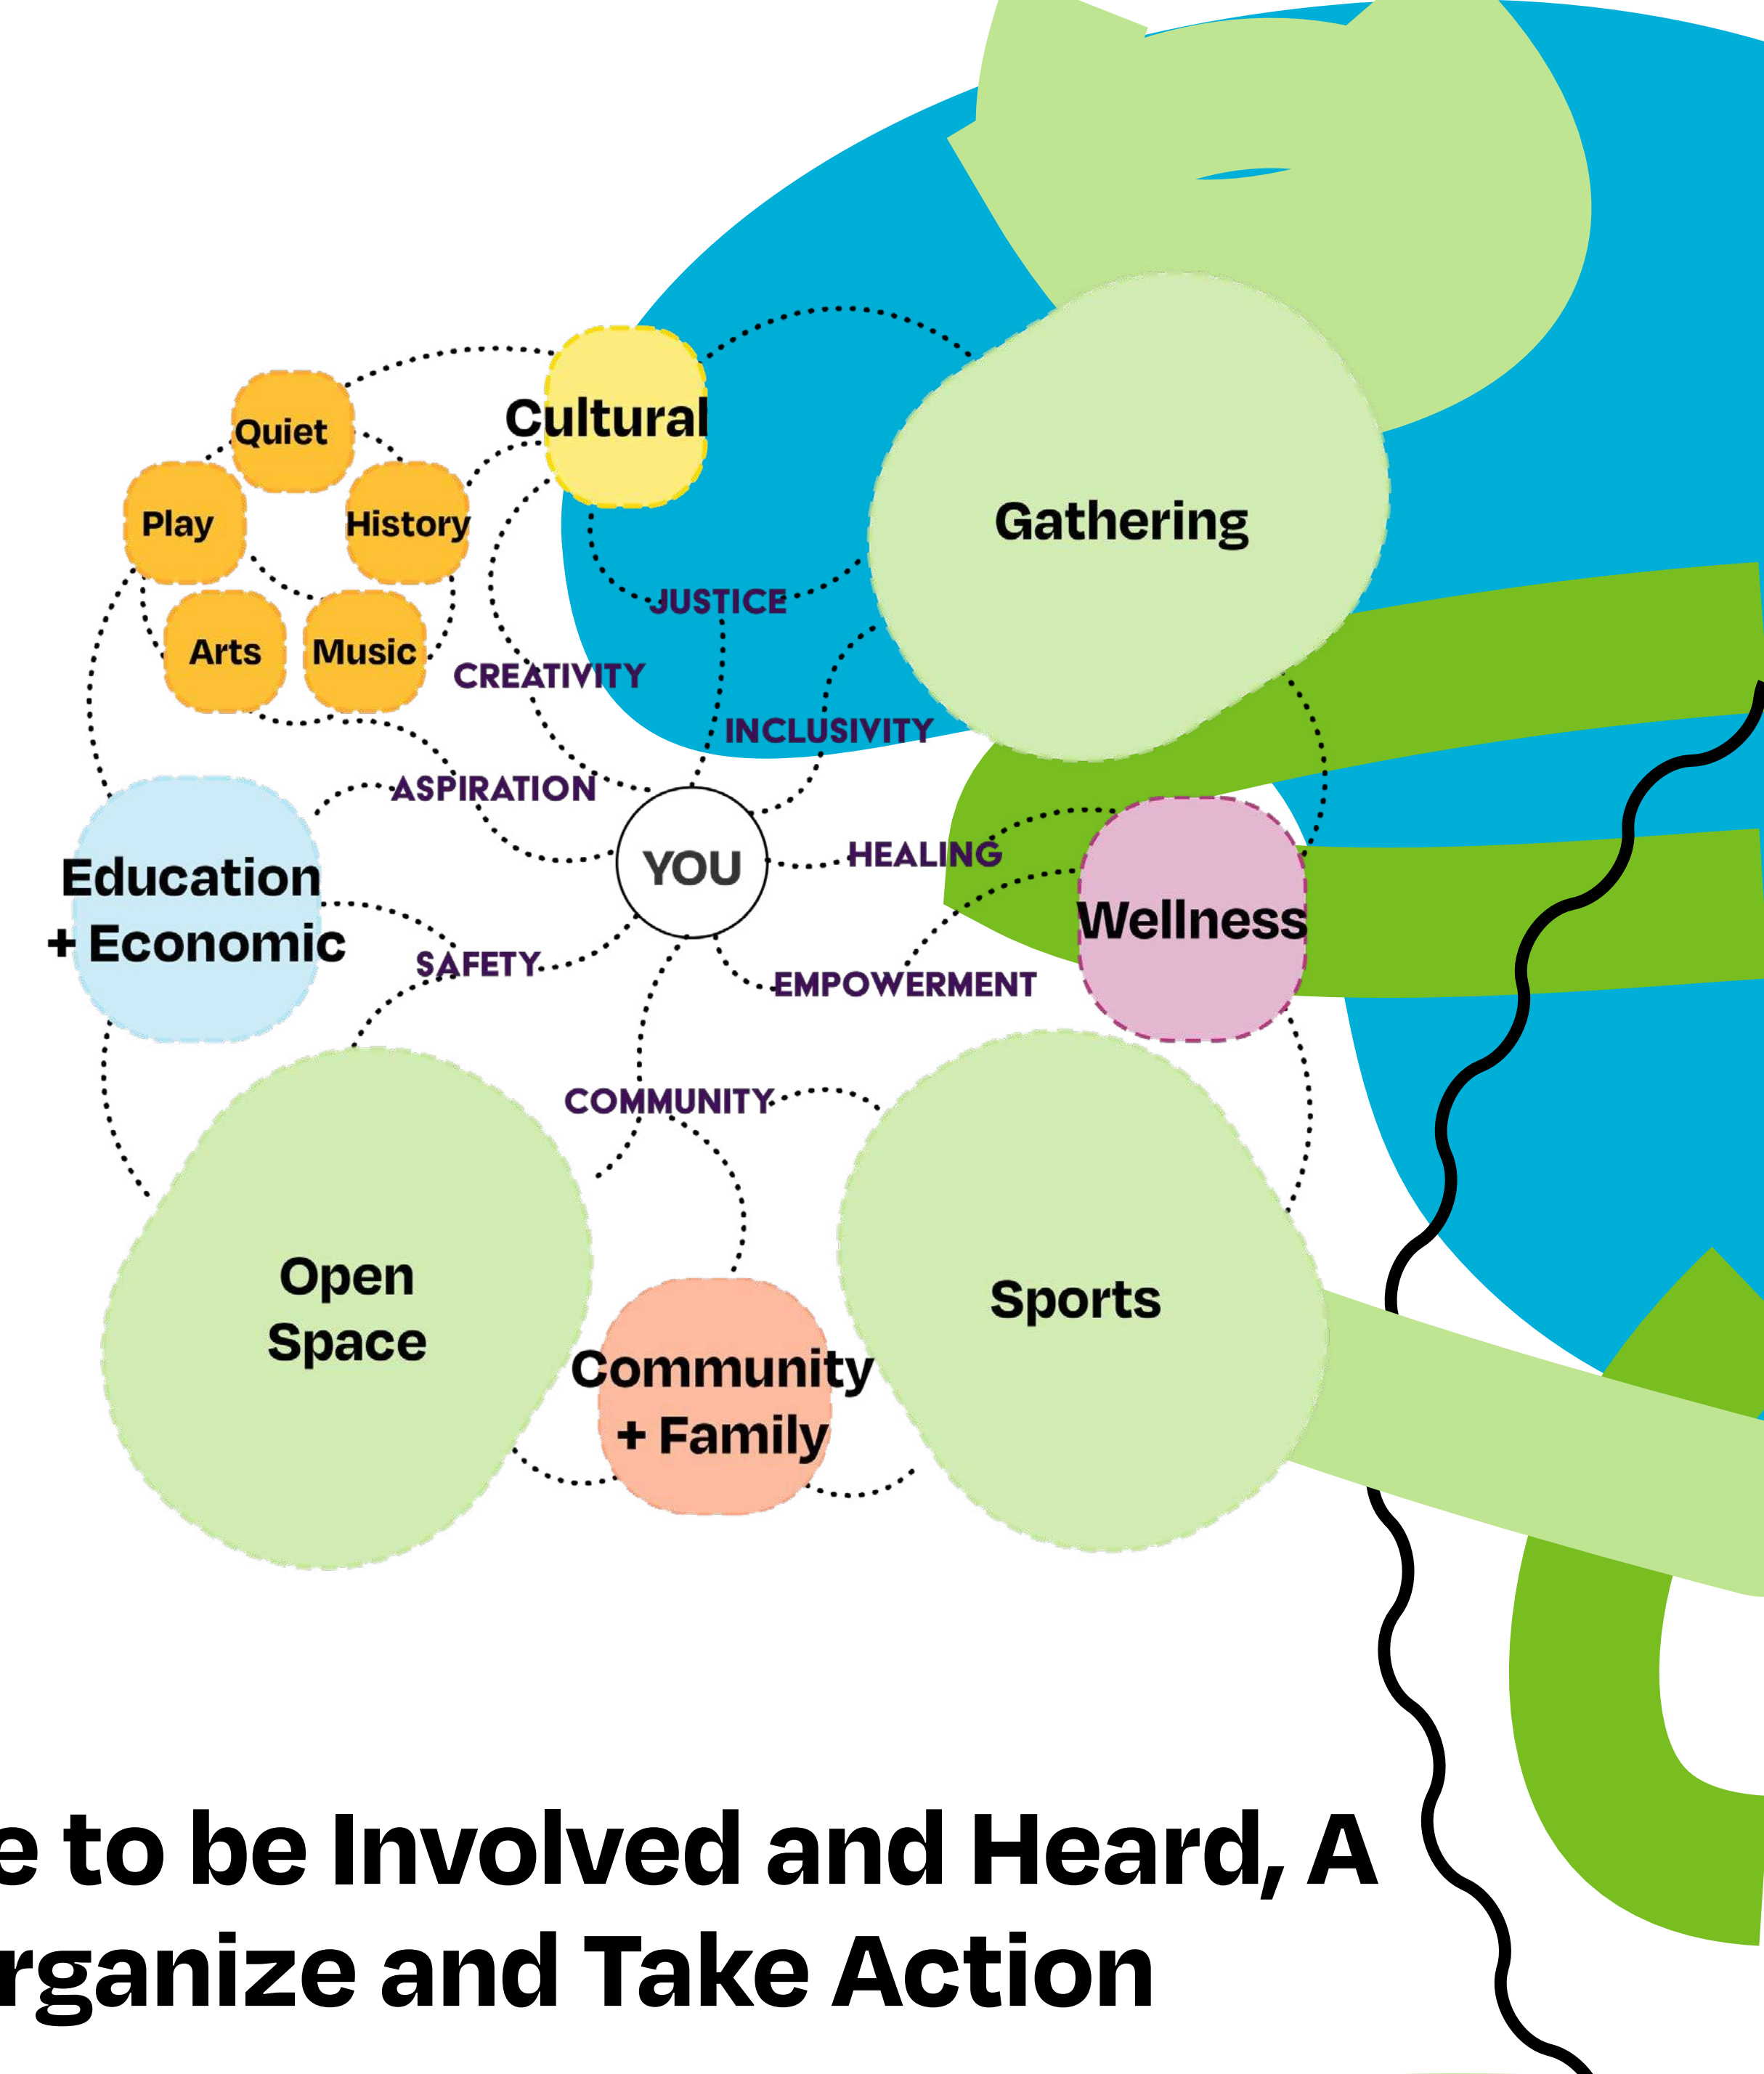 Cultural
Quiet
Gathering
Play
History
JUSTICE
Arts
Music
CREATIVITY
INCLUSIVITY
ASPIRATION
YOU
HEALING
Education
+ Economic
Wellness
SAFETY
EMPOWERMENT
COMMUNITY
Open
Space
Sports
Community
+ Family
to be Involved and Heard, A
and Take Action